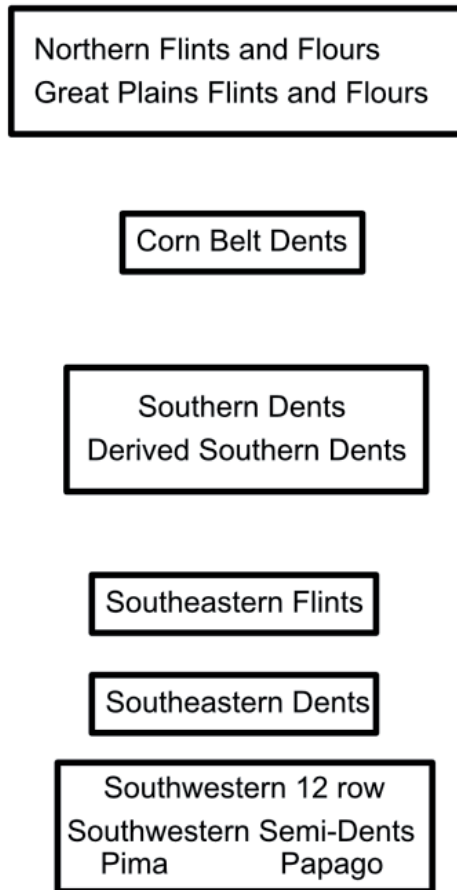 Northern Flints and Flours
Great Plains Flints and Flours
Corn Belt Dents
Southern Dents
Derived Southern Dents
Southeastern Flints
Southeastern Dents
Southwestern 12 row
Southwestern Semi-Dents
Pima Papago